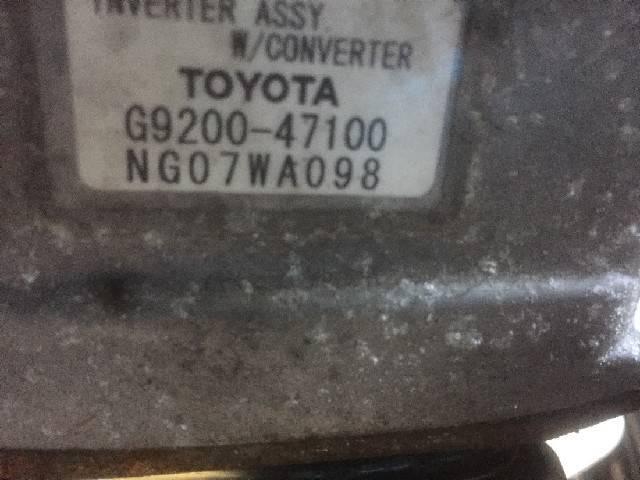 INVERTER ASSY
W/CONVERTER
TOYOTA
G9200-47100
NG07WA098